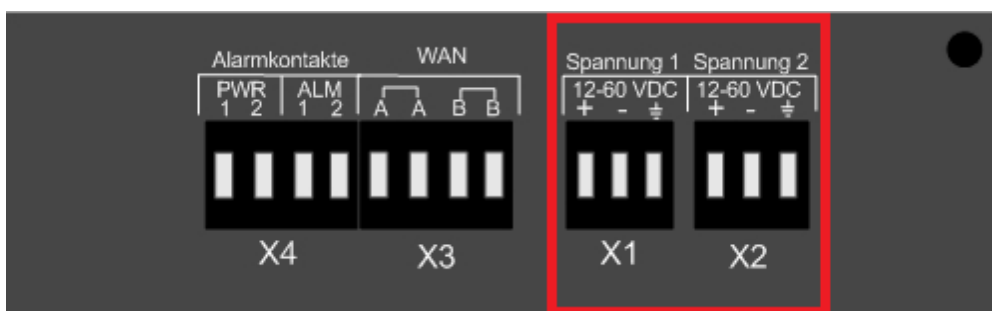 Alarmkontakte WAN Spannung 1 Spannung 2
PWR ALM 12-60 VDC 12-60 VDC
1 2 1 2 A A B B + - ⏚ + - ⏚
X4 X3 X1 X2